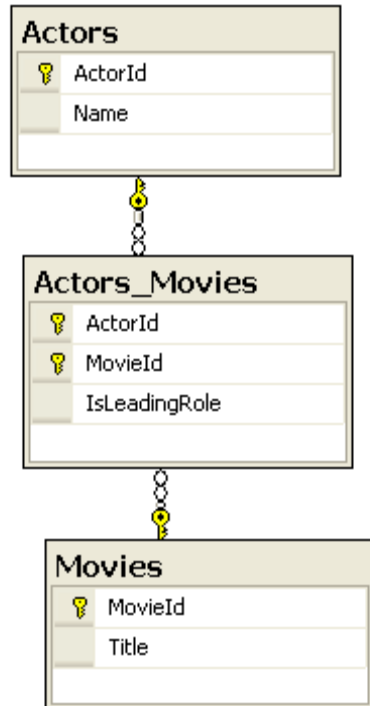 Actors
ActorId
Name
Actors_Movies
ActorId
MovieId
IsLeadingRole
Movies
MovieId
Title